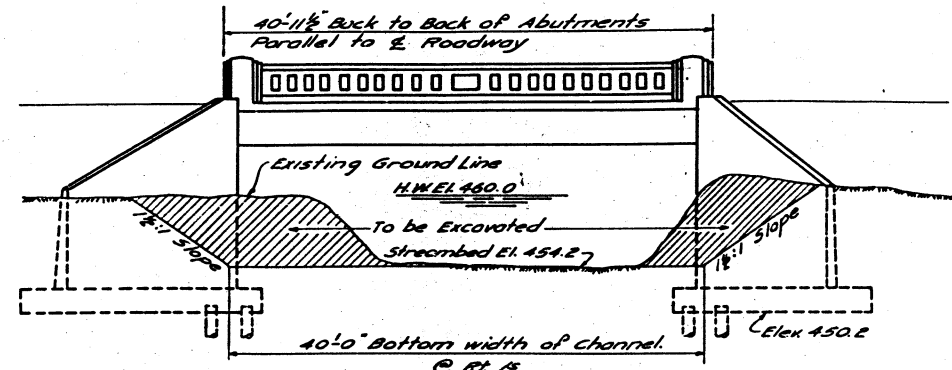 40'-11½" Back to Back of Abutments
Parallel to ℄ Roadway
Existing Ground Line
H.W.El. 460.0'
To be Excavated
Streambed El. 454.2
1½:1 Slope
1½:1 Slope
Elev. 450.2
40'-0" Bottom width of Channel.
@ Rt. ∠s